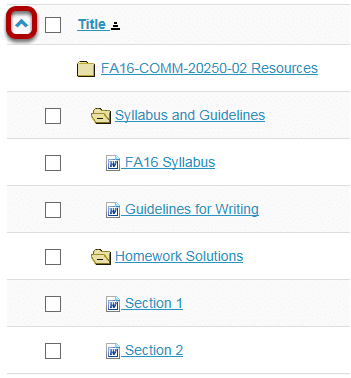 Title
FA16-COMM-20250-02 Resources
Syllabus and Guidelines
FA16 Syllabus
Guidelines for Writing
Homework Solutions
Section 1
Section 2